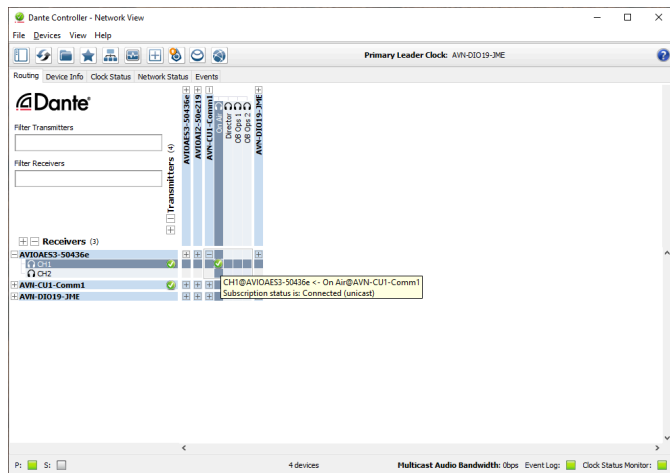 Dante Controller - Network View
File Devices View Help
Primary Leader Clock: AVN-DIO19-JME
Routing Device Info Clock Status Network Status Events
Dante
Filter Transmitters
Filter Receivers
Transmitters (4)
AVIOAES3-50436e
AVIOAI2-50e219
AVN-CU1-Comm1
On Air
Director
OB Ops 1
OB Ops 2
AVN-DIO19-JME
Receivers (3)
AVIOAES3-50436e
CH1
CH2
CH1@AVIOAES3-50436e <- On Air@AVN-CU1-Comm1
Subscription status is: Connected (unicast)
AVN-CU1-Comm1
AVN-DIO19-JME
P: S: 4 devices Multicast Audio Bandwidth: 0bps Event Log: Clock Status Monitor: